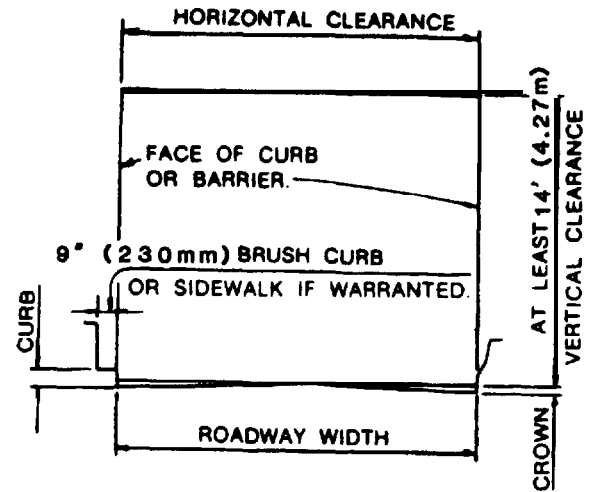 HORIZONTAL CLEARANCE
FACE OF CURB
OR BARRIER.
9" (230mm) BRUSH CURB
OR SIDEWALK IF WARRANTED.
CURB
AT LEAST 14' (4.27m)
VERTICAL CLEARANCE
ROADWAY WIDTH
CROWN